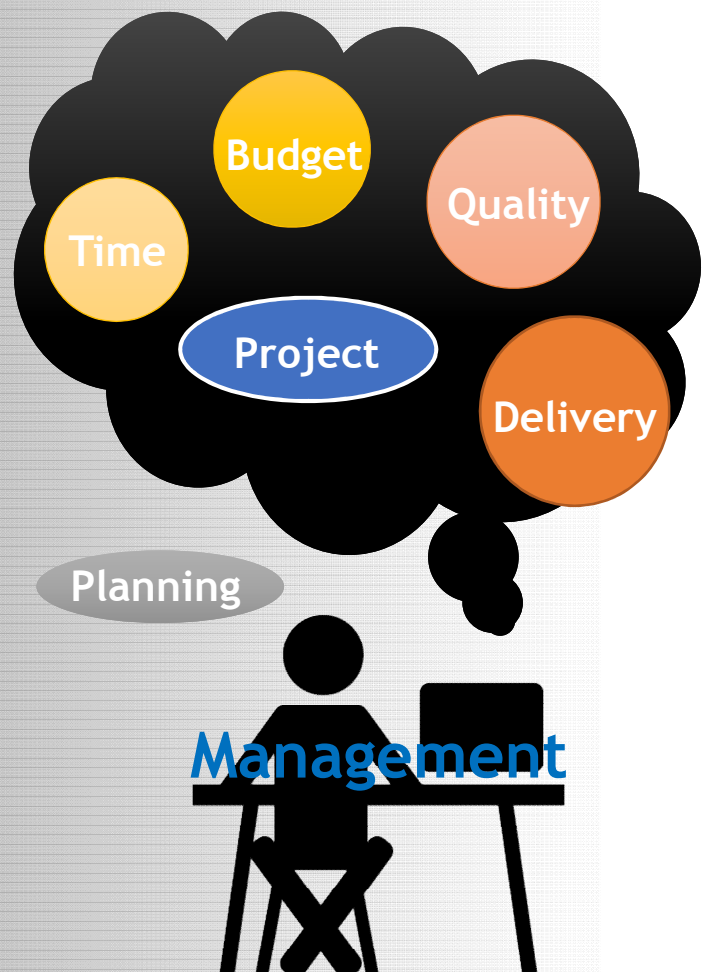 Budget
Quality
Time
Project
Delivery
Planning
Management